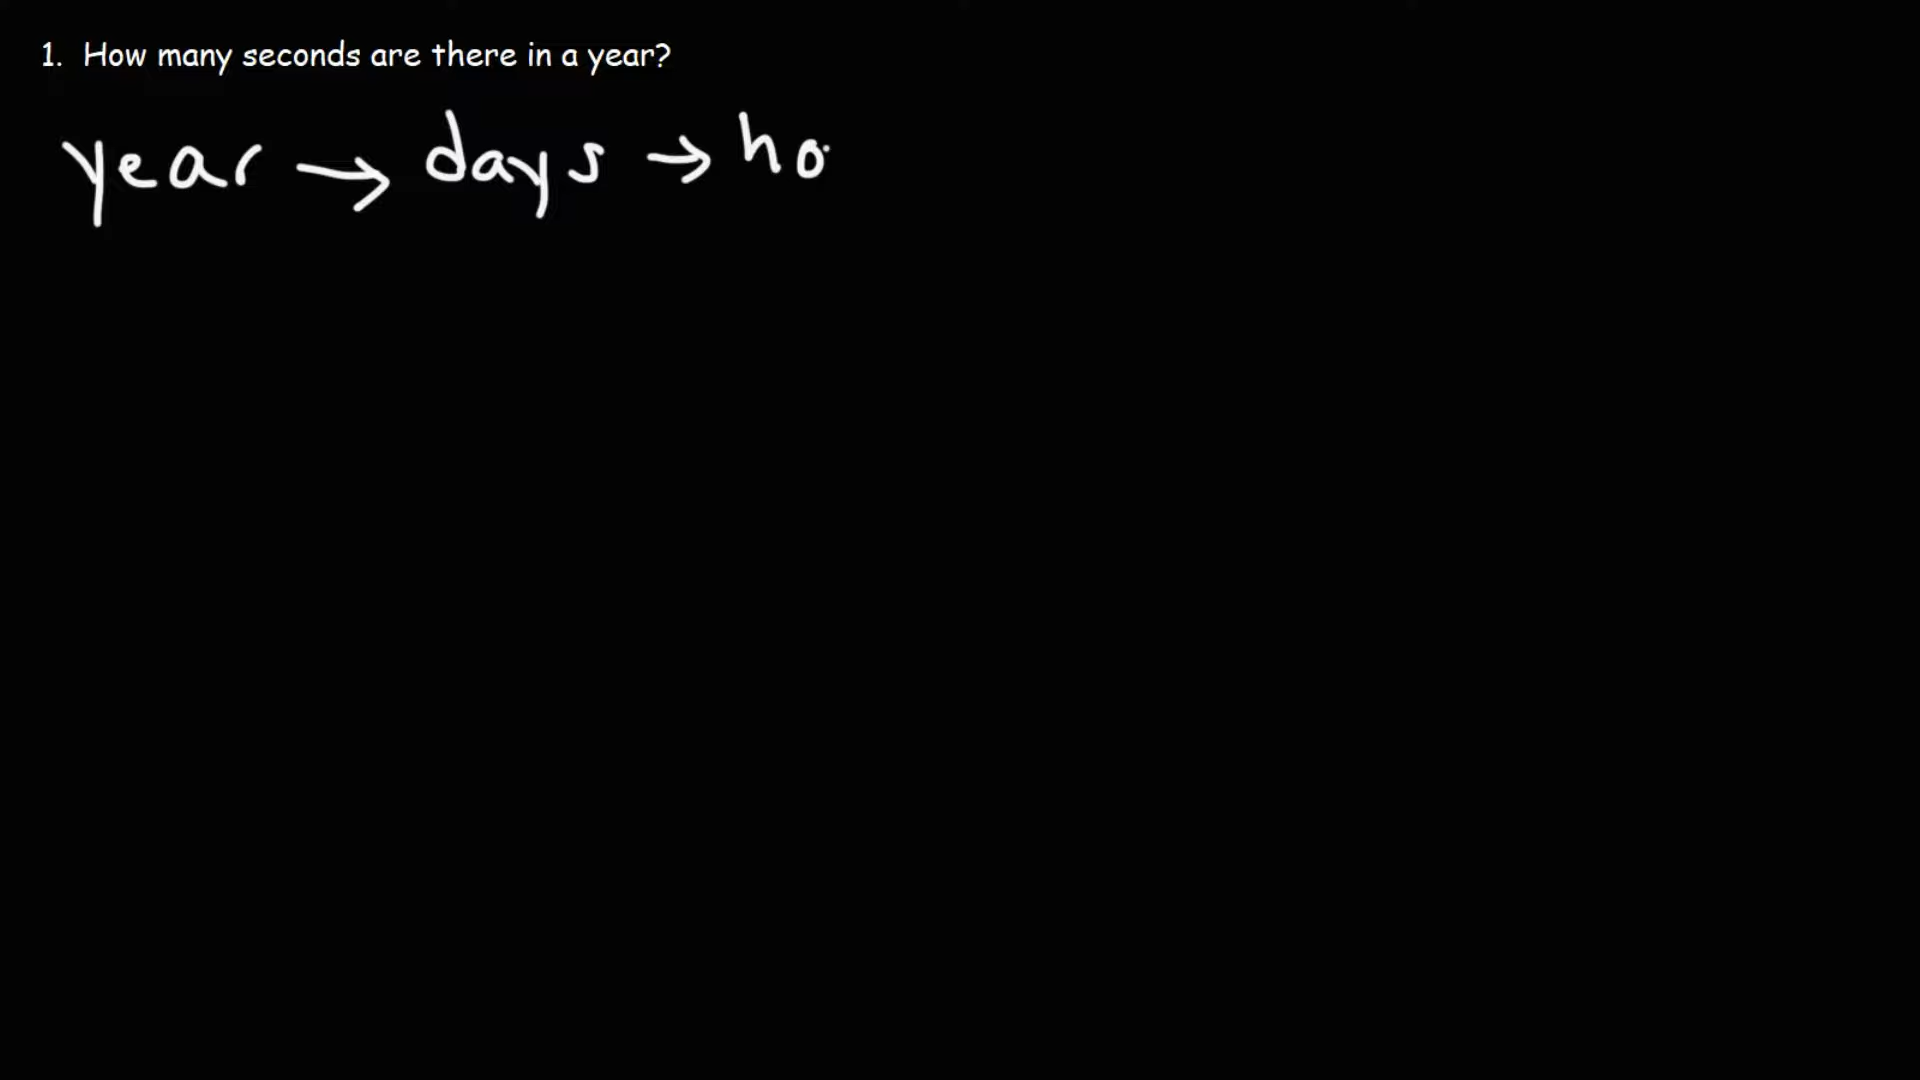 1. How many seconds are there in a year?
year → days → ho